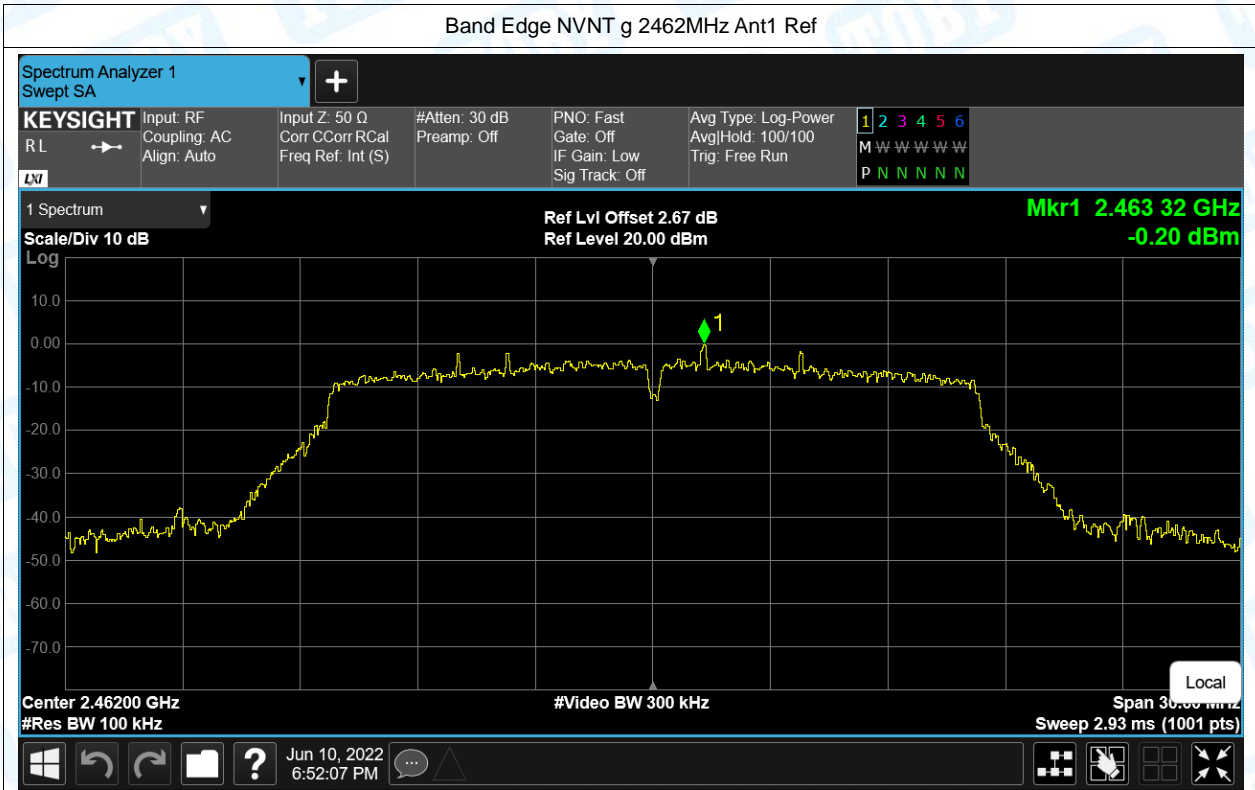 Band Edge NVNT g 2462MHz Ant1 Ref
Spectrum Analyzer 1
Swept SA
KEYSIGHT
R L
LXI
Input: RF
Coupling: AC
Align: Auto
Input Z: 50 Ω
Corr CCorr RCal
Freq Ref: Int (S)
#Atten: 30 dB
Preamp: Off
PNO: Fast
Gate: Off
IF Gain: Low
Sig Track: Off
Avg Type: Log-Power
Avg|Hold: 100/100
Trig: Free Run
1 2 3 4 5 6
M W W W W W
P N N N N N
1 Spectrum
Scale/Div 10 dB
Ref Lvl Offset 2.67 dB
Ref Level 20.00 dBm
Mkr1 2.463 32 GHz
-0.20 dBm
Log
10.0
0.00
-10.0
-20.0
-30.0
-40.0
-50.0
-60.0
-70.0
1
Center 2.46200 GHz
#Res BW 100 kHz
#Video BW 300 kHz
Local
Span 30.00 MHz
Sweep 2.93 ms (1001 pts)
?
Jun 10, 2022
6:52:07 PM